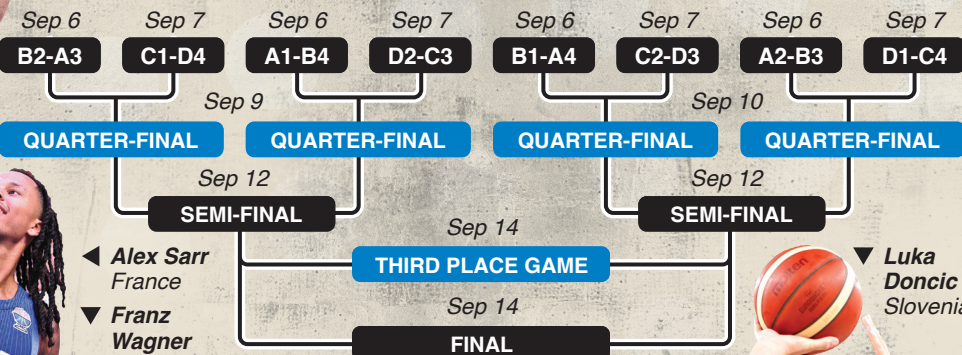 Sep 6 Sep 7 Sep 6 Sep 7 Sep 6 Sep 7 Sep 6 Sep 7
B2-A3 C1-D4 A1-B4 D2-C3 B1-A4 C2-D3 A2-B3 D1-C4
Sep 9 Sep 10
QUARTER-FINAL QUARTER-FINAL QUARTER-FINAL QUARTER-FINAL
Sep 12 Sep 12
SEMI-FINAL SEMI-FINAL
Sep 14
THIRD PLACE GAME
Sep 14
FINAL
Alex Sarr
France
Franz
Wagner
molten
Luka
Doncic
Slovenia